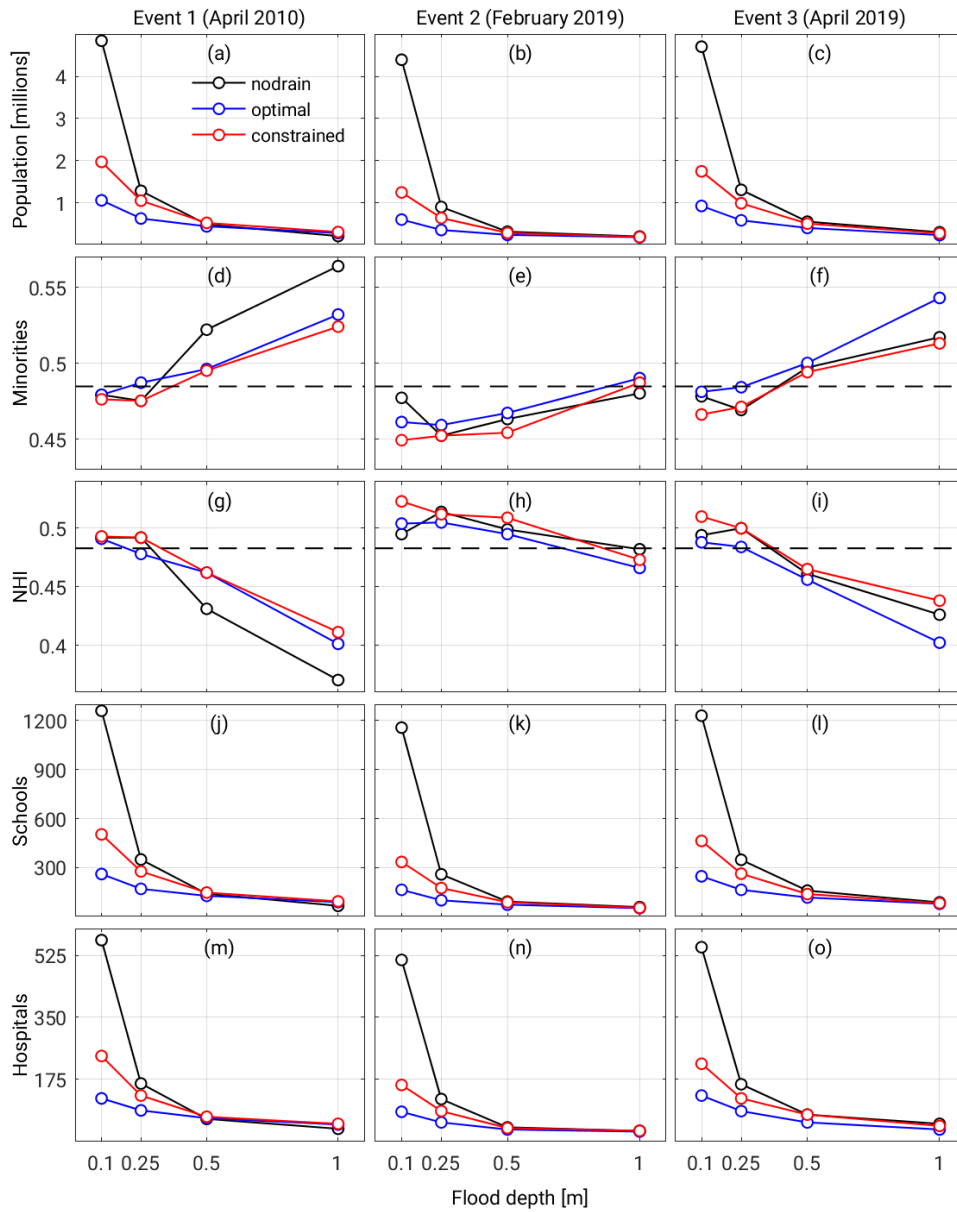 Event 1 (April 2010)
Event 2 (February 2019)
Event 3 (April 2019)
Population [millions]
4
3
2
1
(a)
nodrain
optimal
constrained
(b)
(c)
Minorities
0.55
0.5
0.45
(d)
(e)
(f)
NHI
0.5
0.45
0.4
(g)
(h)
(i)
Schools
1200
900
600
300
(j)
(k)
(l)
Hospitals
525
350
175
(m)
(n)
(o)
0.1 0.25 0.5 1
0.1 0.25 0.5 1
0.1 0.25 0.5 1
Flood depth [m]